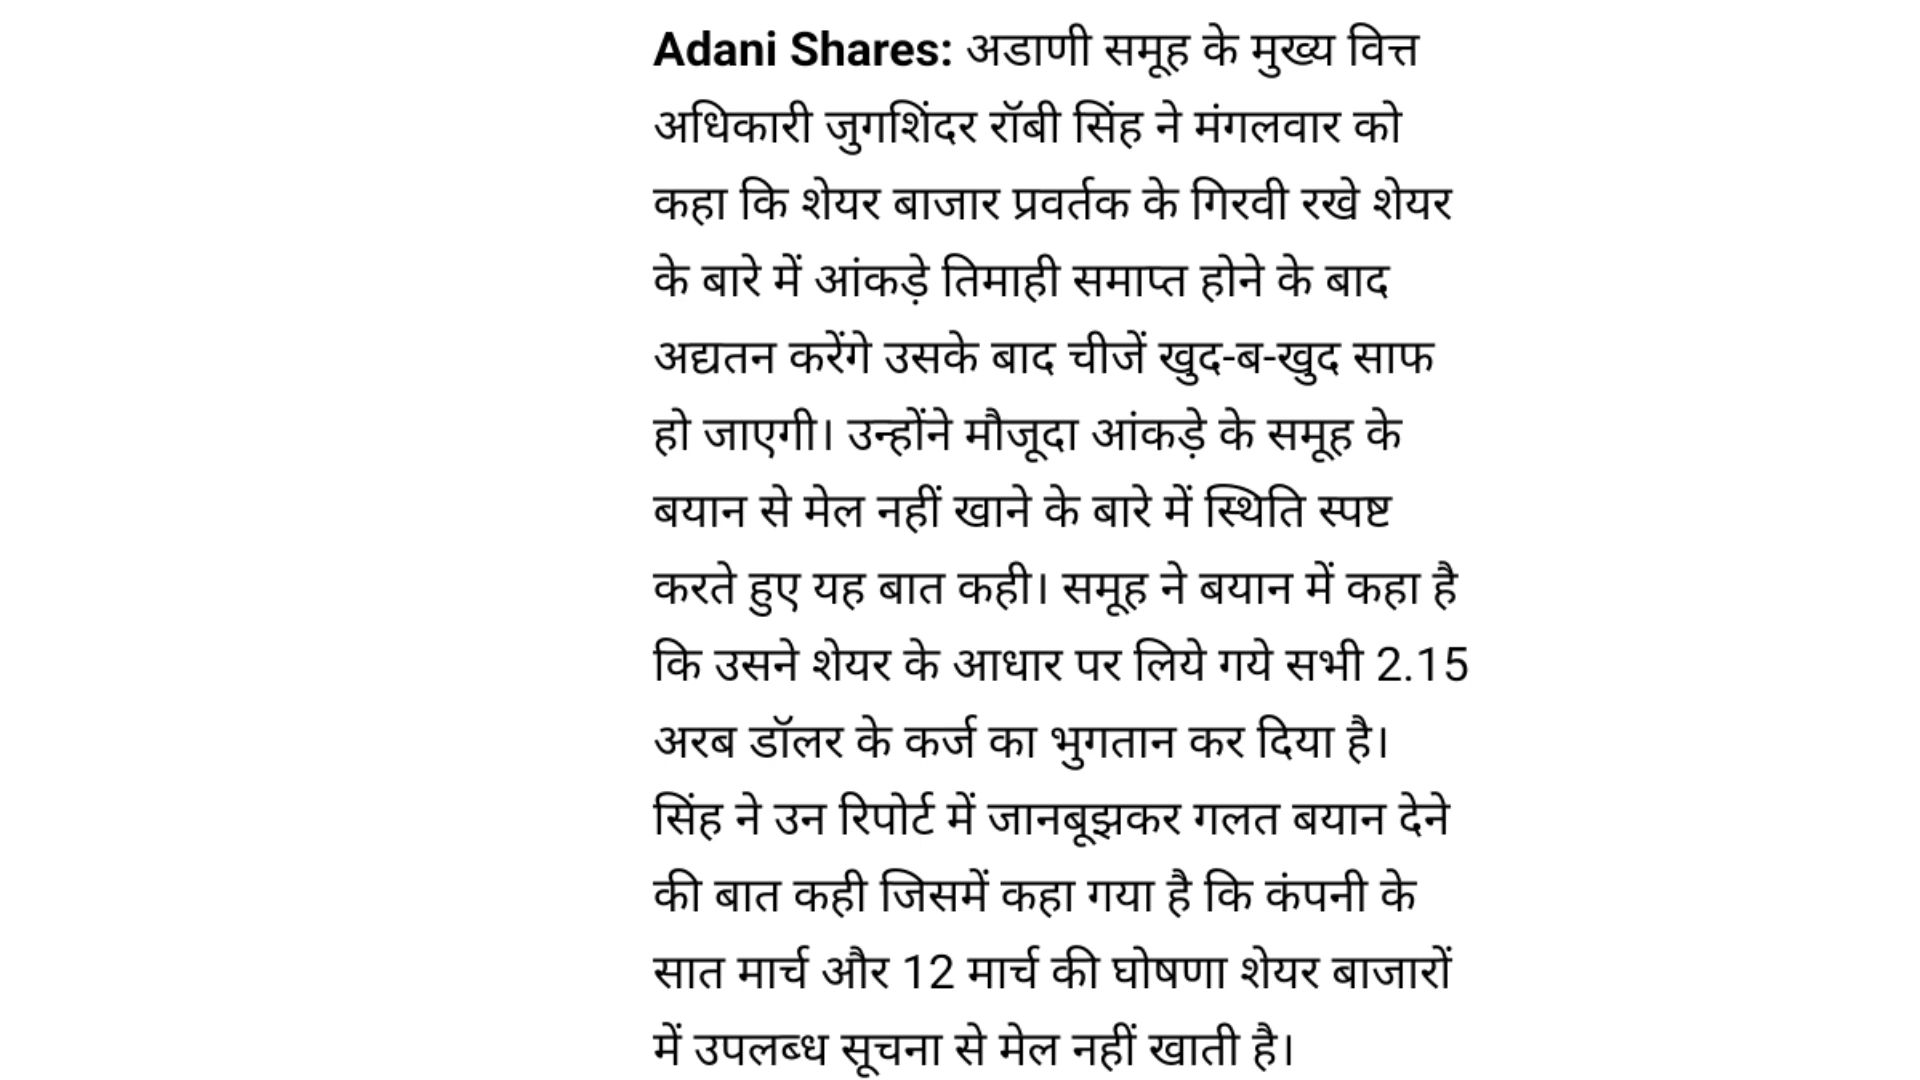 Adani Shares: अडाणी समूह के मुख्य वित्त
अधिकारी जुगशिंदर रॉबी सिंह ने मंगलवार को
कहा कि शेयर बाजार प्रवर्तक के गिरवी रखे शेयर
के बारे में आंकड़े तिमाही समाप्त होने के बाद
अद्यतन करेंगे उसके बाद चीजें खुद-ब-खुद साफ
हो जाएगी। उन्होंने मौजूदा आंकड़े के समूह के
बयान से मेल नहीं खाने के बारे में स्थिति स्पष्ट
करते हुए यह बात कही। समूह ने बयान में कहा है
कि उसने शेयर के आधार पर लिये गये सभी 2.15
अरब डॉलर के कर्ज का भुगतान कर दिया है।
सिंह ने उन रिपोर्ट में जानबूझकर गलत बयान देने
की बात कही जिसमें कहा गया है कि कंपनी के
सात मार्च और 12 मार्च की घोषणा शेयर बाजारों
में उपलब्ध सूचना से मेल नहीं खाती है।